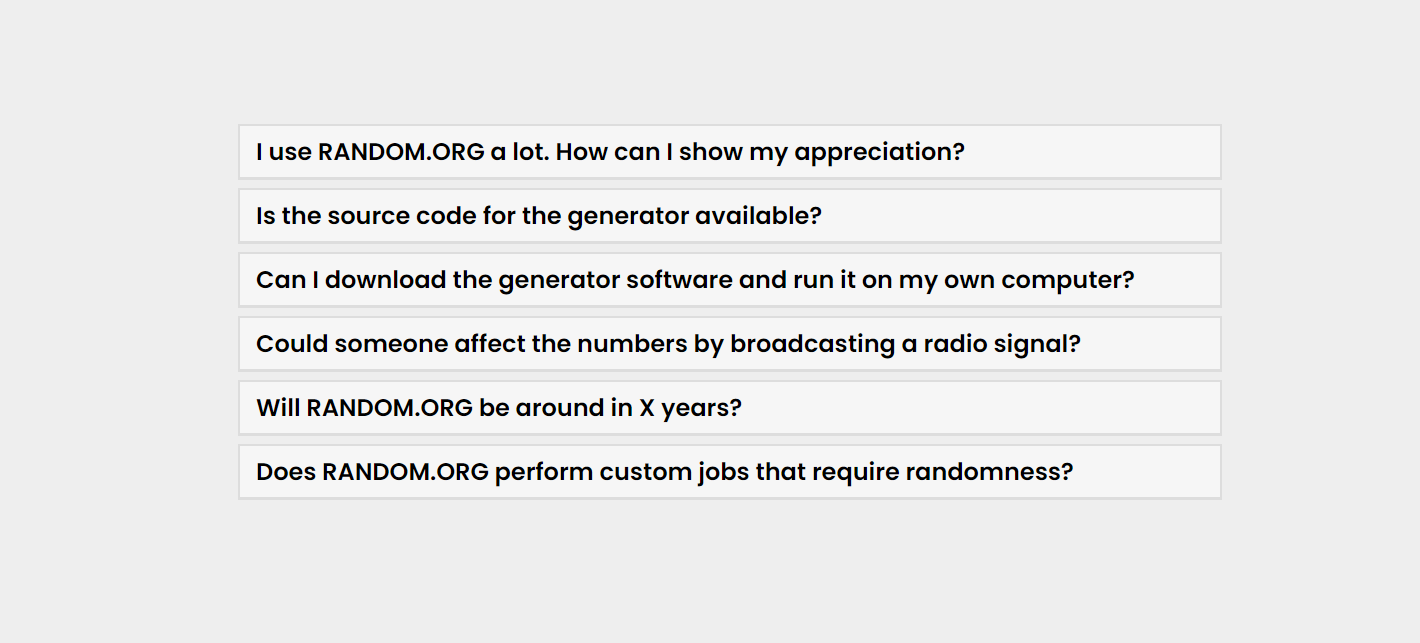 I use RANDOM.ORG a lot. How can I show my appreciation?
Is the source code for the generator available?
Can I download the generator software and run it on my own computer?
Could someone affect the numbers by broadcasting a radio signal?
Will RANDOM.ORG be around in X years?
Does RANDOM.ORG perform custom jobs that require randomness?